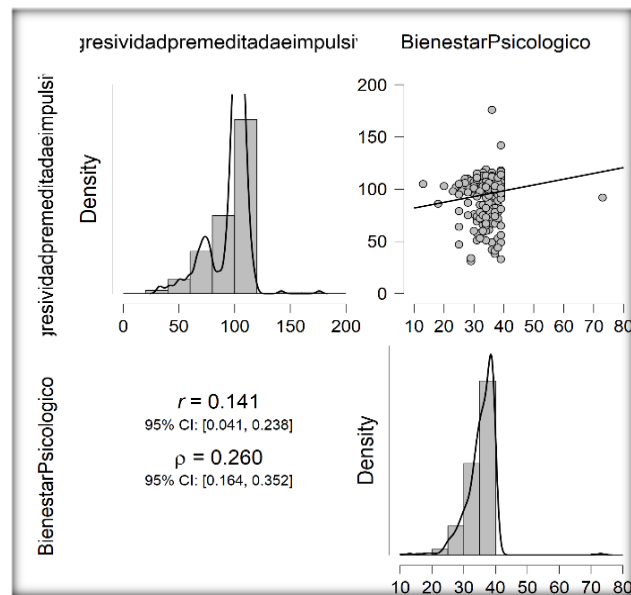 gresividadpremeditadaeimpulsi
BienestarPsicologico
gresividadpremeditadaeimpulsi
Density
200
150
100
50
0
0 50 100 150 200
10 20 30 40 50 60 70 80
BienestarPsicologico
r = 0.141
95% CI: [0.041, 0.238]
ρ = 0.260
95% CI: [0.164, 0.352]
Density
10 20 30 40 50 60 70 80